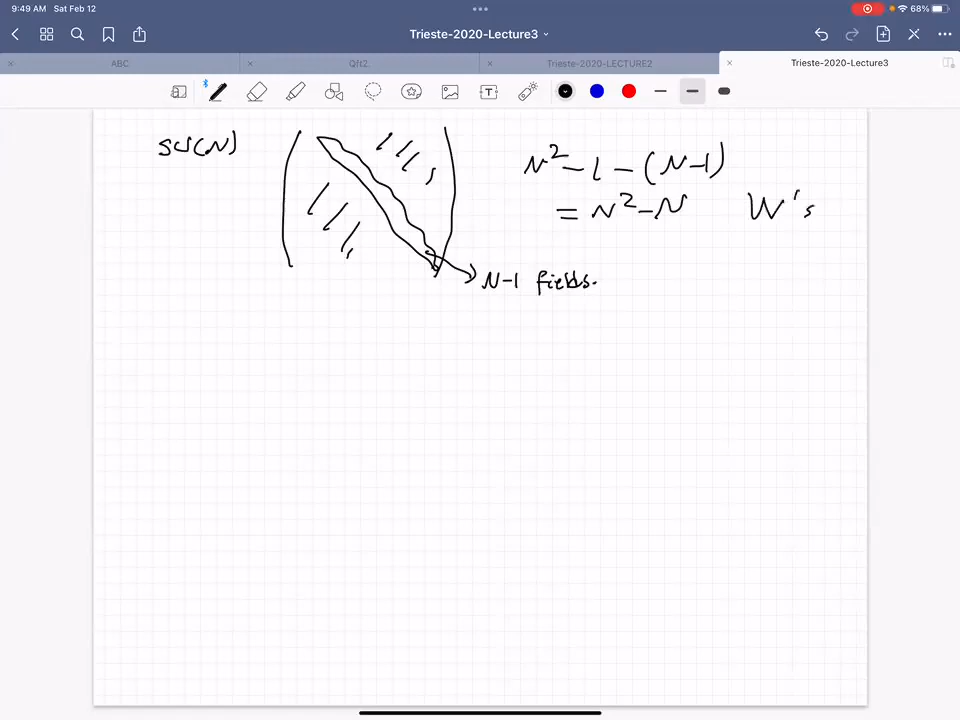 9:49 AM Sat Feb 12
68%
Trieste-2020-Lecture3
ABC
Qft2.
Trieste-2020-LECTURE2
Trieste-2020-Lecture3
SU(N)
N² - 1 - (N-1)
= N² - N W's
N-1 fields.